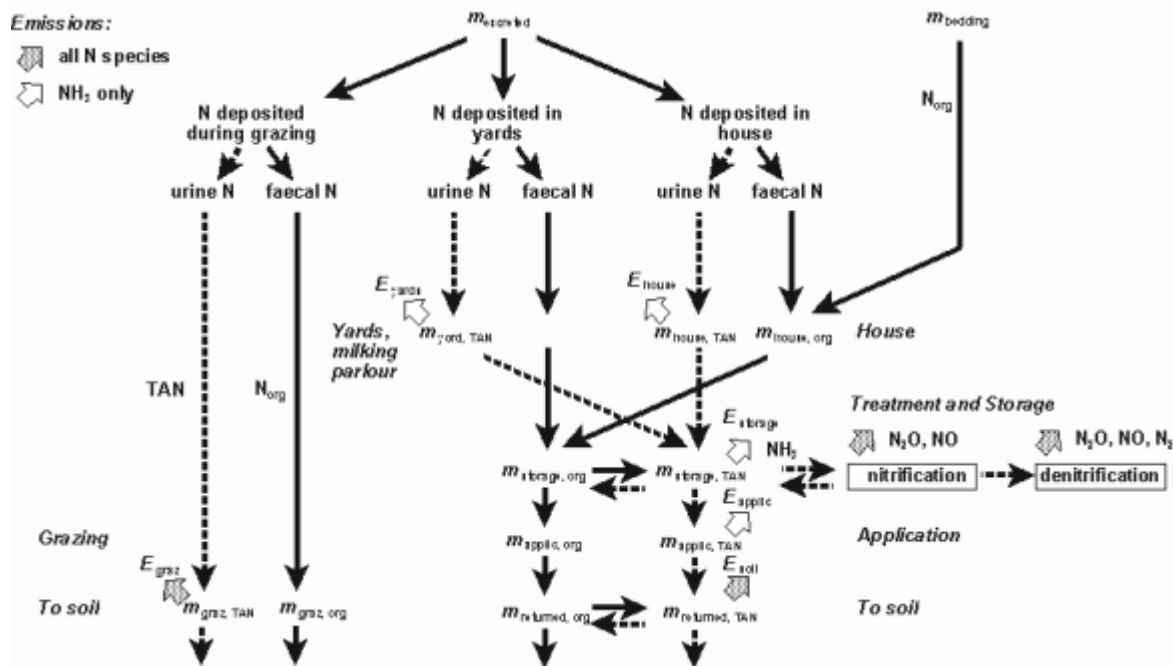 Emissions:
all N species
NH3 only
m excreted
m bedding
Norg
N deposited during grazing
N deposited in yards
N deposited in house
urine N
faecal N
urine N
faecal N
urine N
faecal N
E yards
E house
Yards, milking parlour
m yard, TAN
m house, TAN
m house, org
House
TAN
Norg
Treatment and Storage
E storage
NH3
N2O, NO
N2O, NO, N2
m storage, org
m storage, TAN
nitrification
denitrification
E applic
Grazing
m applic, org
m applic, TAN
Application
E graz
E soil
To soil
m graz, TAN
m graz, org
m returned, org
m returned, TAN
To soil